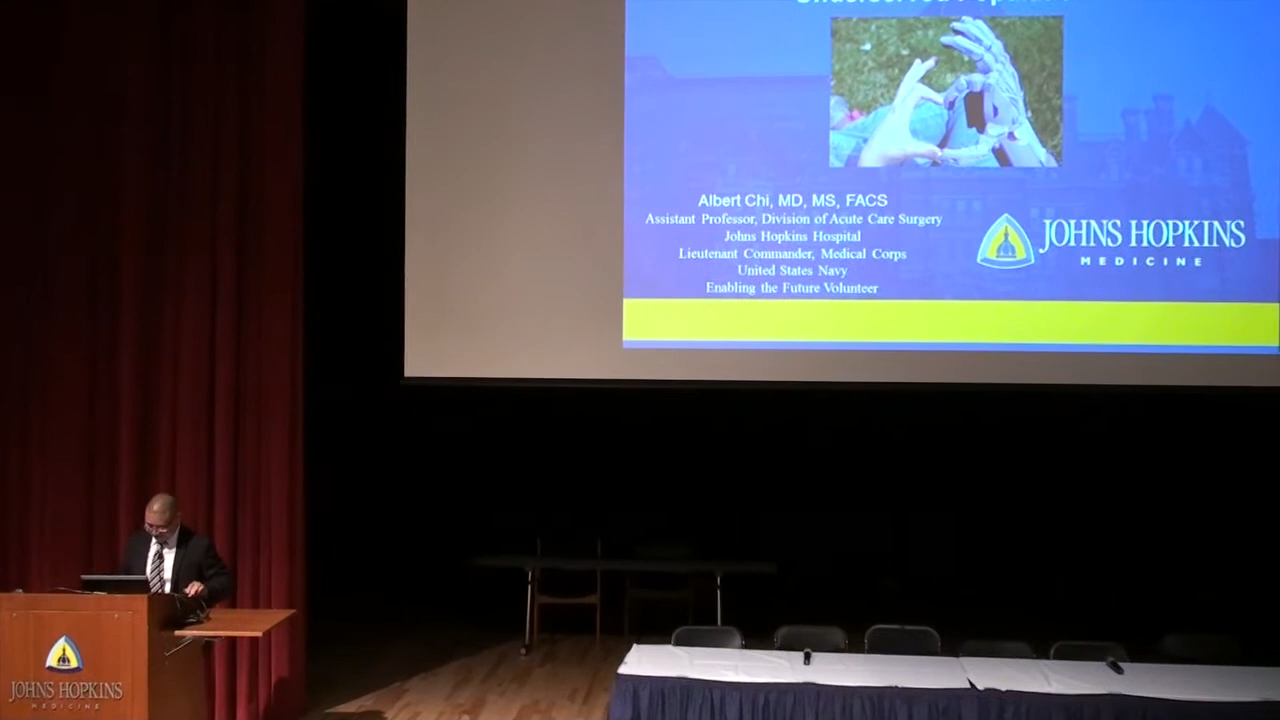 Albert Chi, MD, MS, FACS
Assistant Professor, Division of Acute Care Surgery
Johns Hopkins Hospital
Lieutenant Commander, Medical Corps
United States Navy
Enabling the Future Volunteer
JOHNS HOPKINS
MEDICINE
JOHNS HOPKINS
MEDICINE